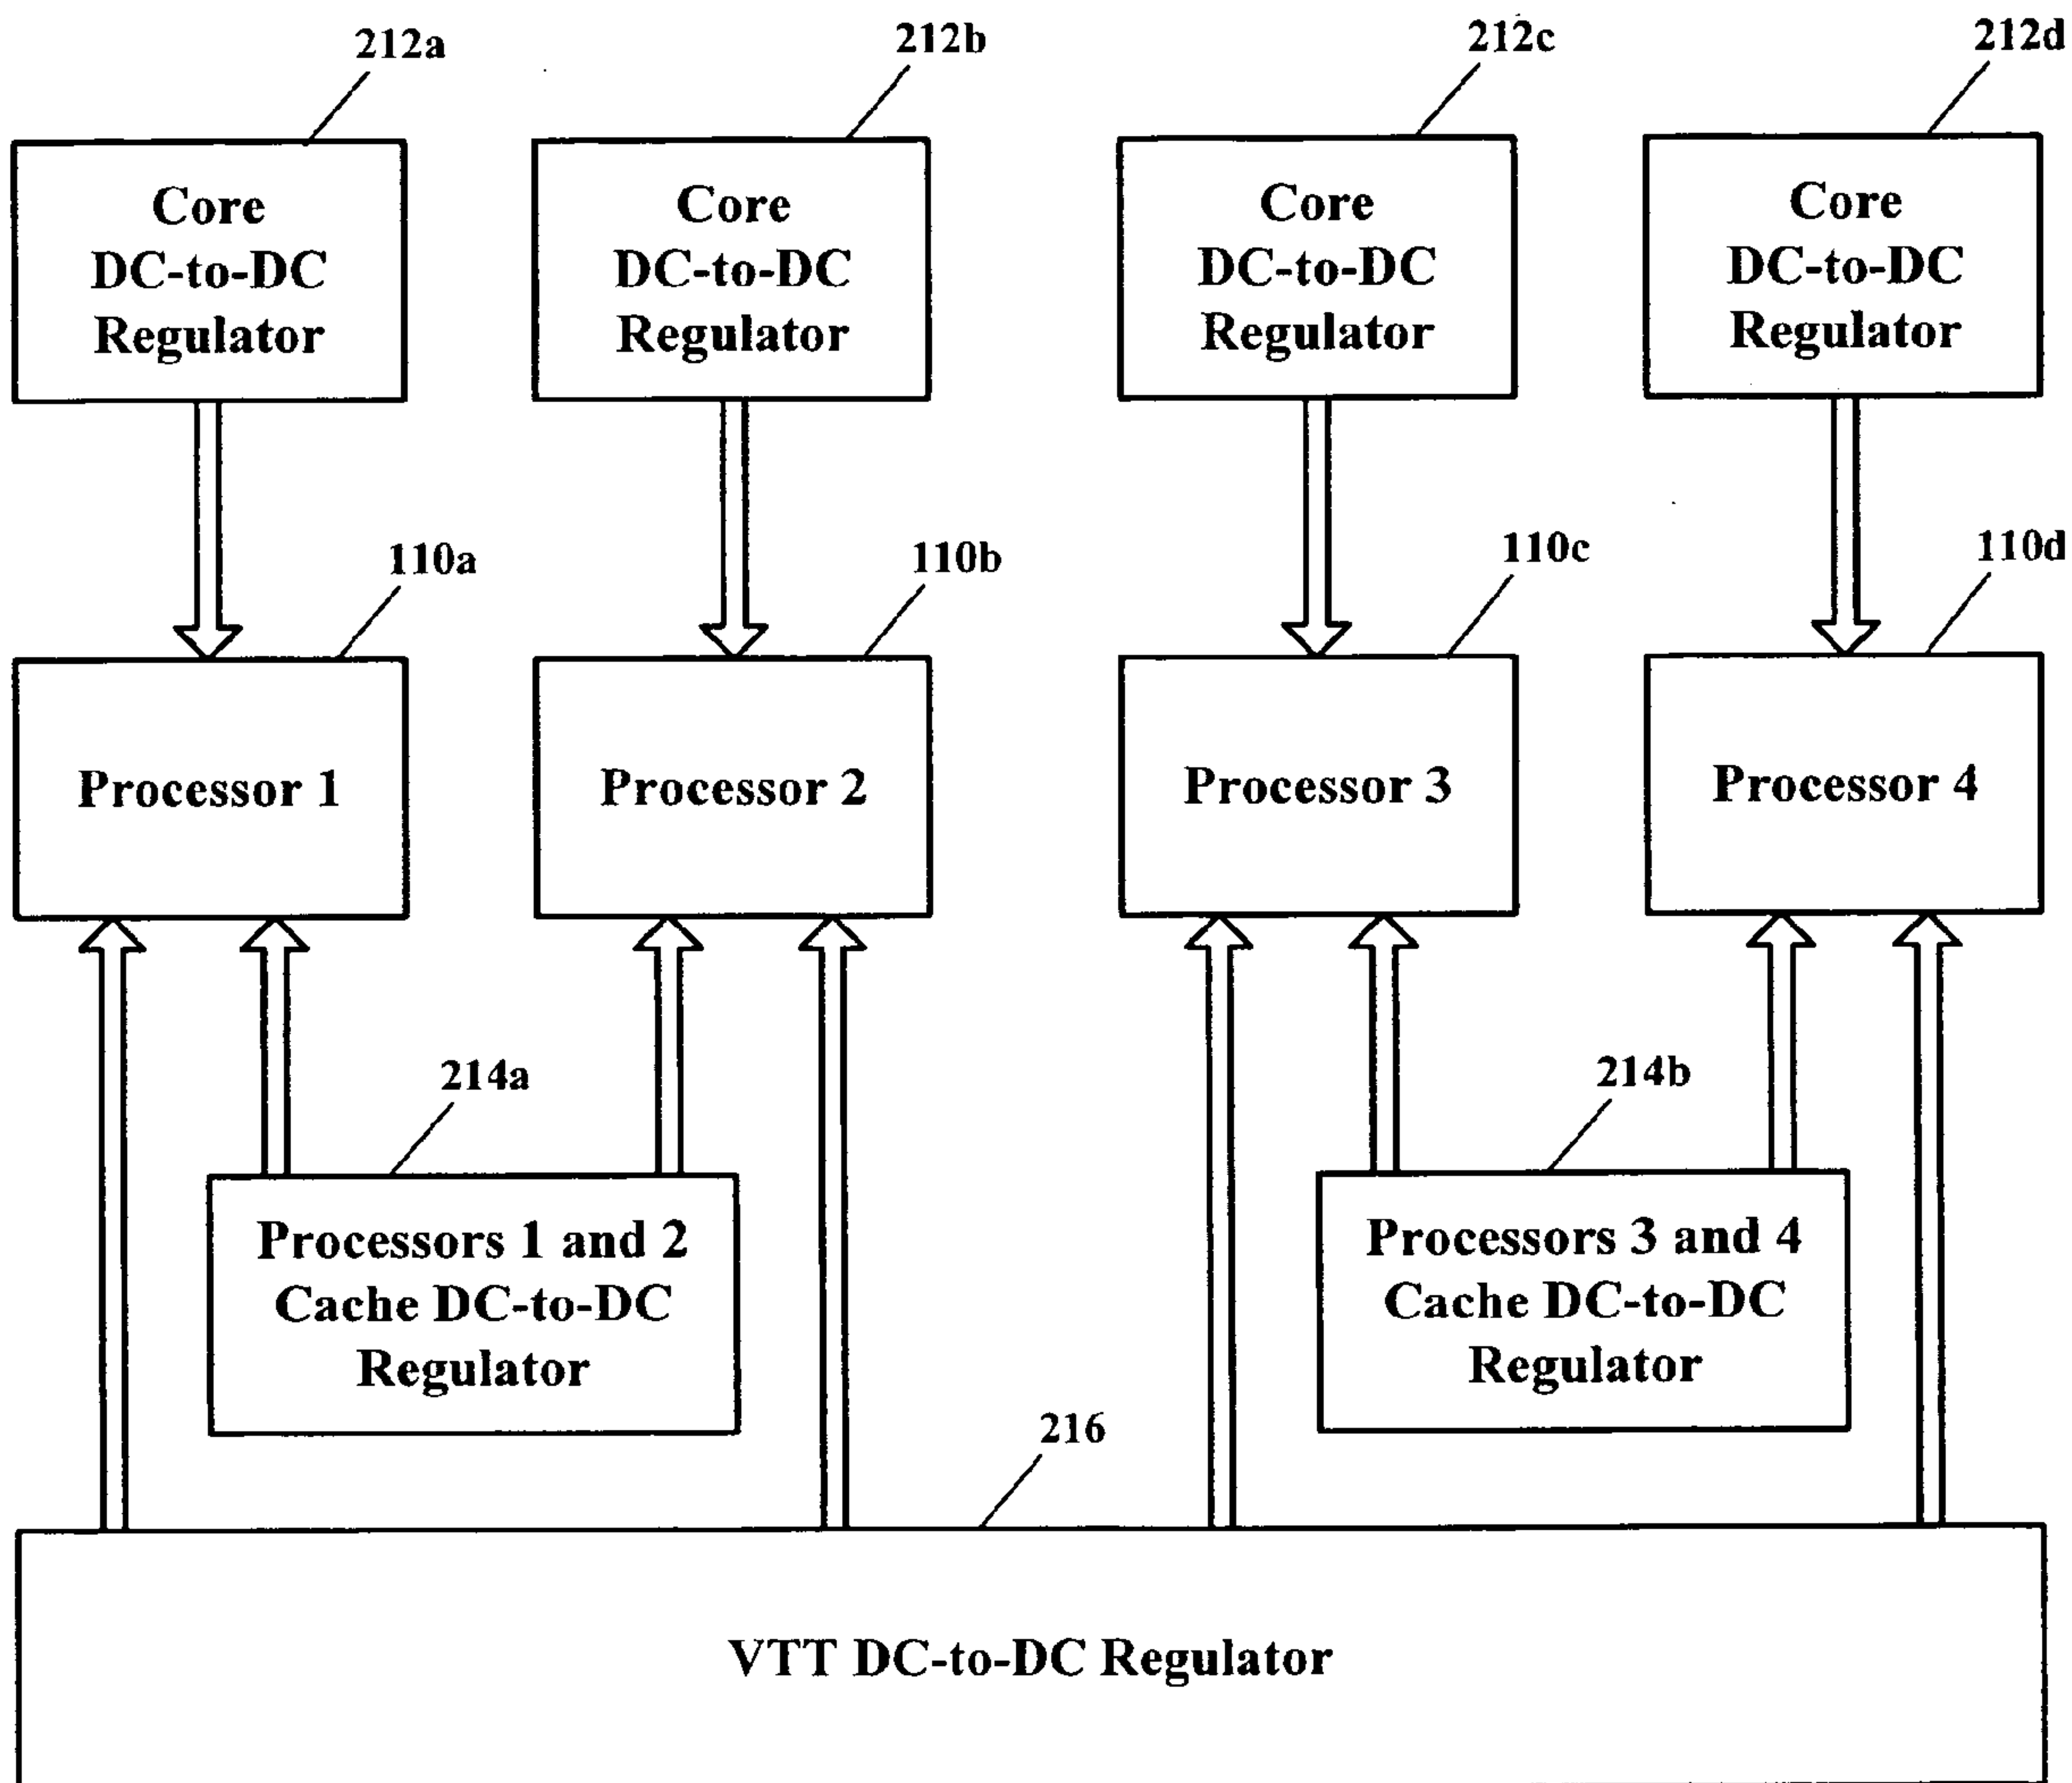 212a
212b
212c
212d
Core
DC-to-DC
Regulator
Core
DC-to-DC
Regulator
Core
DC-to-DC
Regulator
Core
DC-to-DC
Regulator
110a
110b
110c
110d
Processor 1
Processor 2
Processor 3
Processor 4
214a
214b
Processors 1 and 2
Cache DC-to-DC
Regulator
Processors 3 and 4
Cache DC-to-DC
Regulator
216
VTT DC-to-DC Regulator